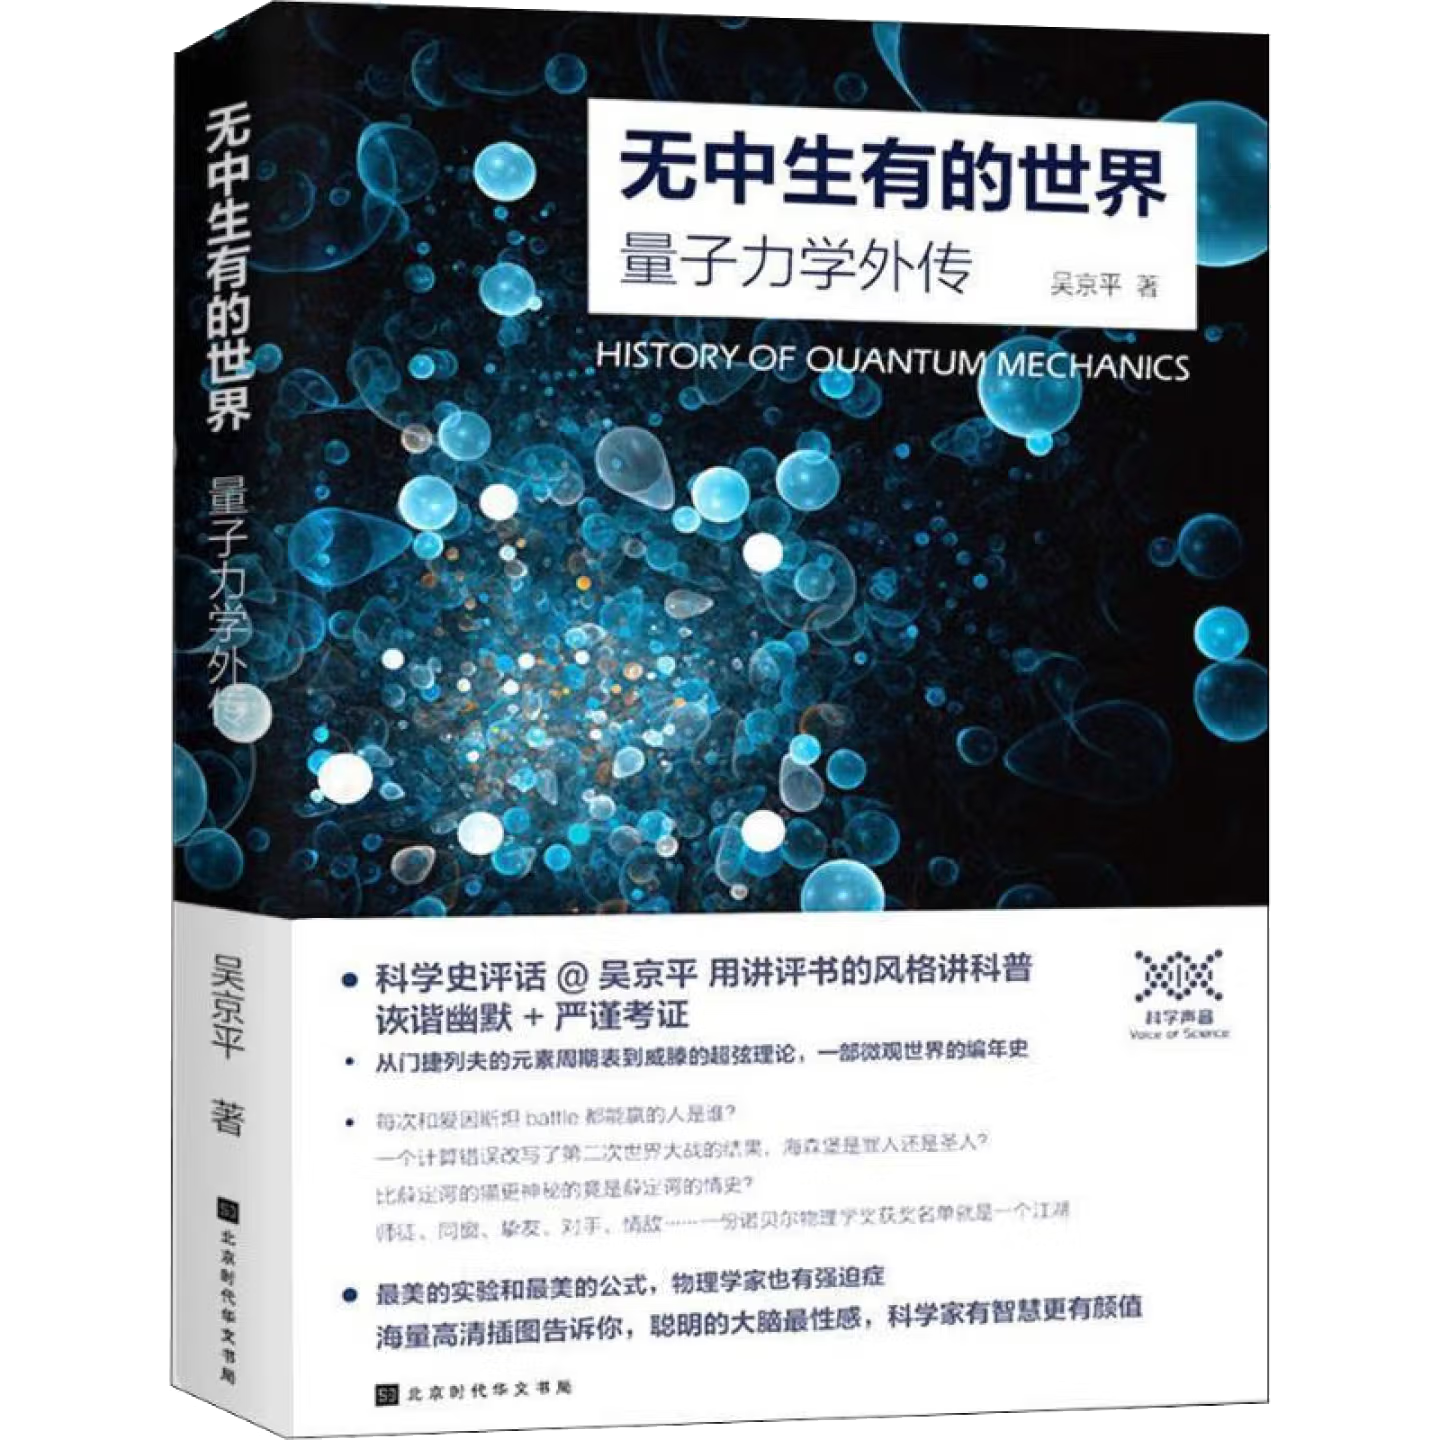 无中生有的世界
量子力学外传
吴京平 著
HISTORY OF QUANTUM MECHANICS
无中生有的世界 量子力学外传
吴京平 著
北京时代华文书局
科学史评话@吴京平 用讲评书的风格讲科普
诙谐幽默+严谨考证
从门捷列夫的元素周期表到威滕的超弦理论，一部微观世界的编年史
每次和爱因斯坦 battle 都能赢的人是谁？
一个计算错误改写了第二次世界大战的结果，海森堡是罪人还是圣人？
比薛定谔的猫更神秘的竟是薛定谔的情史？
师徒、同窗、挚友、对手、情敌……一份诺贝尔物理学奖获奖名单就是一个江湖
最美的实验和最美的公式，物理学家也有强迫症
海量高清插图告诉你，聪明的大脑最性感，科学家有智慧更有颜值
科学声音
Voice of Science
北京时代华文书局